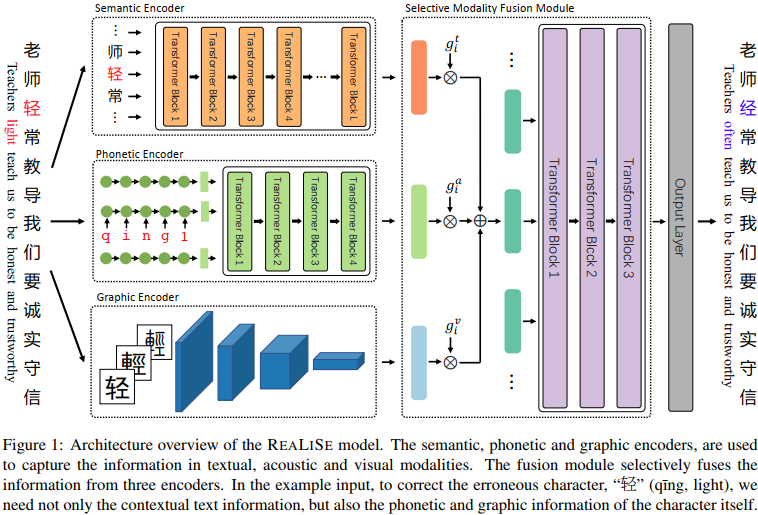 Semantic Encoder
Selective Modality Fusion Module
老师轻常教导我们要诚实守信
Teachers light teach us to be honest and trustworthy
⋮
师
轻
常
⋮
Transformer Block 1
Transformer Block 2
Transformer Block 3
Transformer Block 4
...
Transformer Block L
Phonetic Encoder
q i n g 1
Transformer Block 1
Transformer Block 2
Transformer Block 3
Transformer Block 4
Graphic Encoder
輕
輕
轻
g_i^t
g_i^a
g_i^v
⋮
⋮
Transformer Block 1
Transformer Block 2
Transformer Block 3
Output Layer
老师经常教导我们要诚实守信
Teachers often teach us to be honest and trustworthy
Figure 1: Architecture overview of the REALISE model. The semantic, phonetic and graphic encoders, are used
to capture the information in textual, acoustic and visual modalities. The fusion module selectively fuses the
information from three encoders. In the example input, to correct the erroneous character, “轻” (qīng, light), we
need not only the contextual text information, but also the phonetic and graphic information of the character itself.